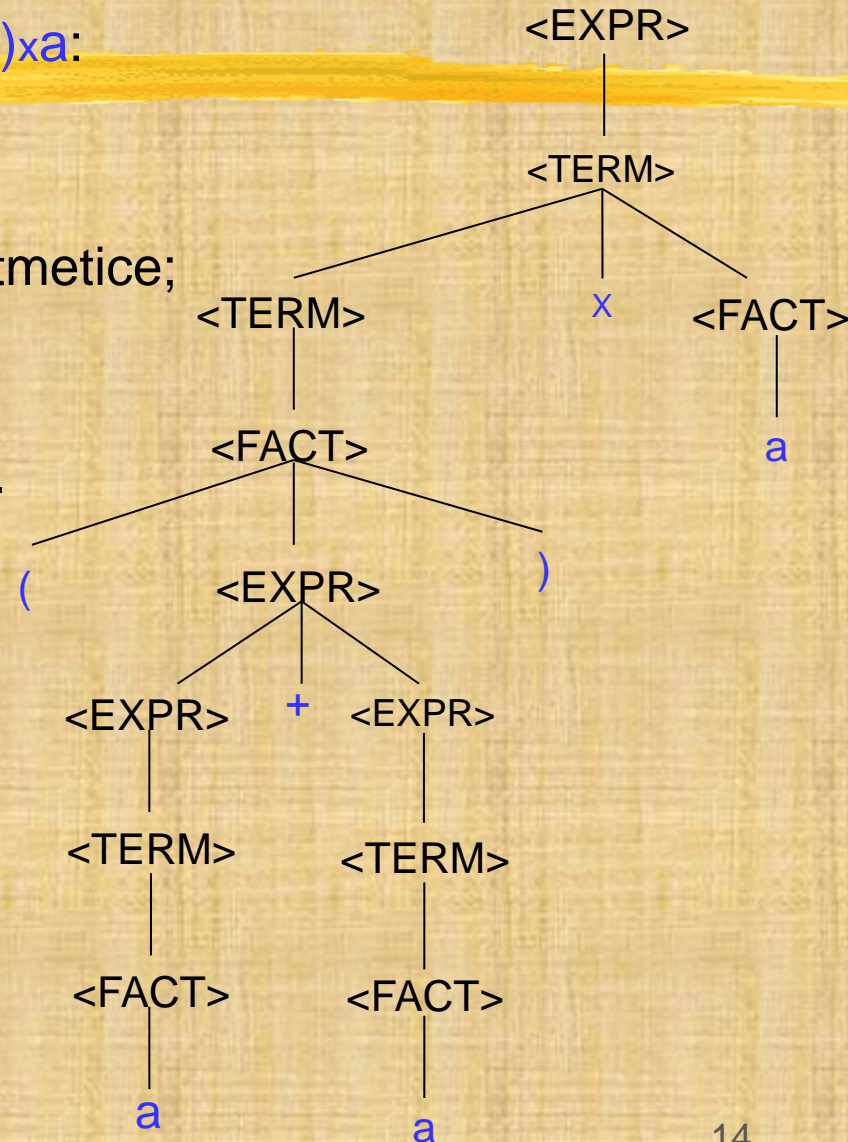 )xa:
<EXPR>
<TERM>
tmetice;
<TERM> x <FACT>
<FACT> a
.
( <EXPR> )
<EXPR> + <EXPR>
<TERM> <TERM>
<FACT> <FACT>
a a
14